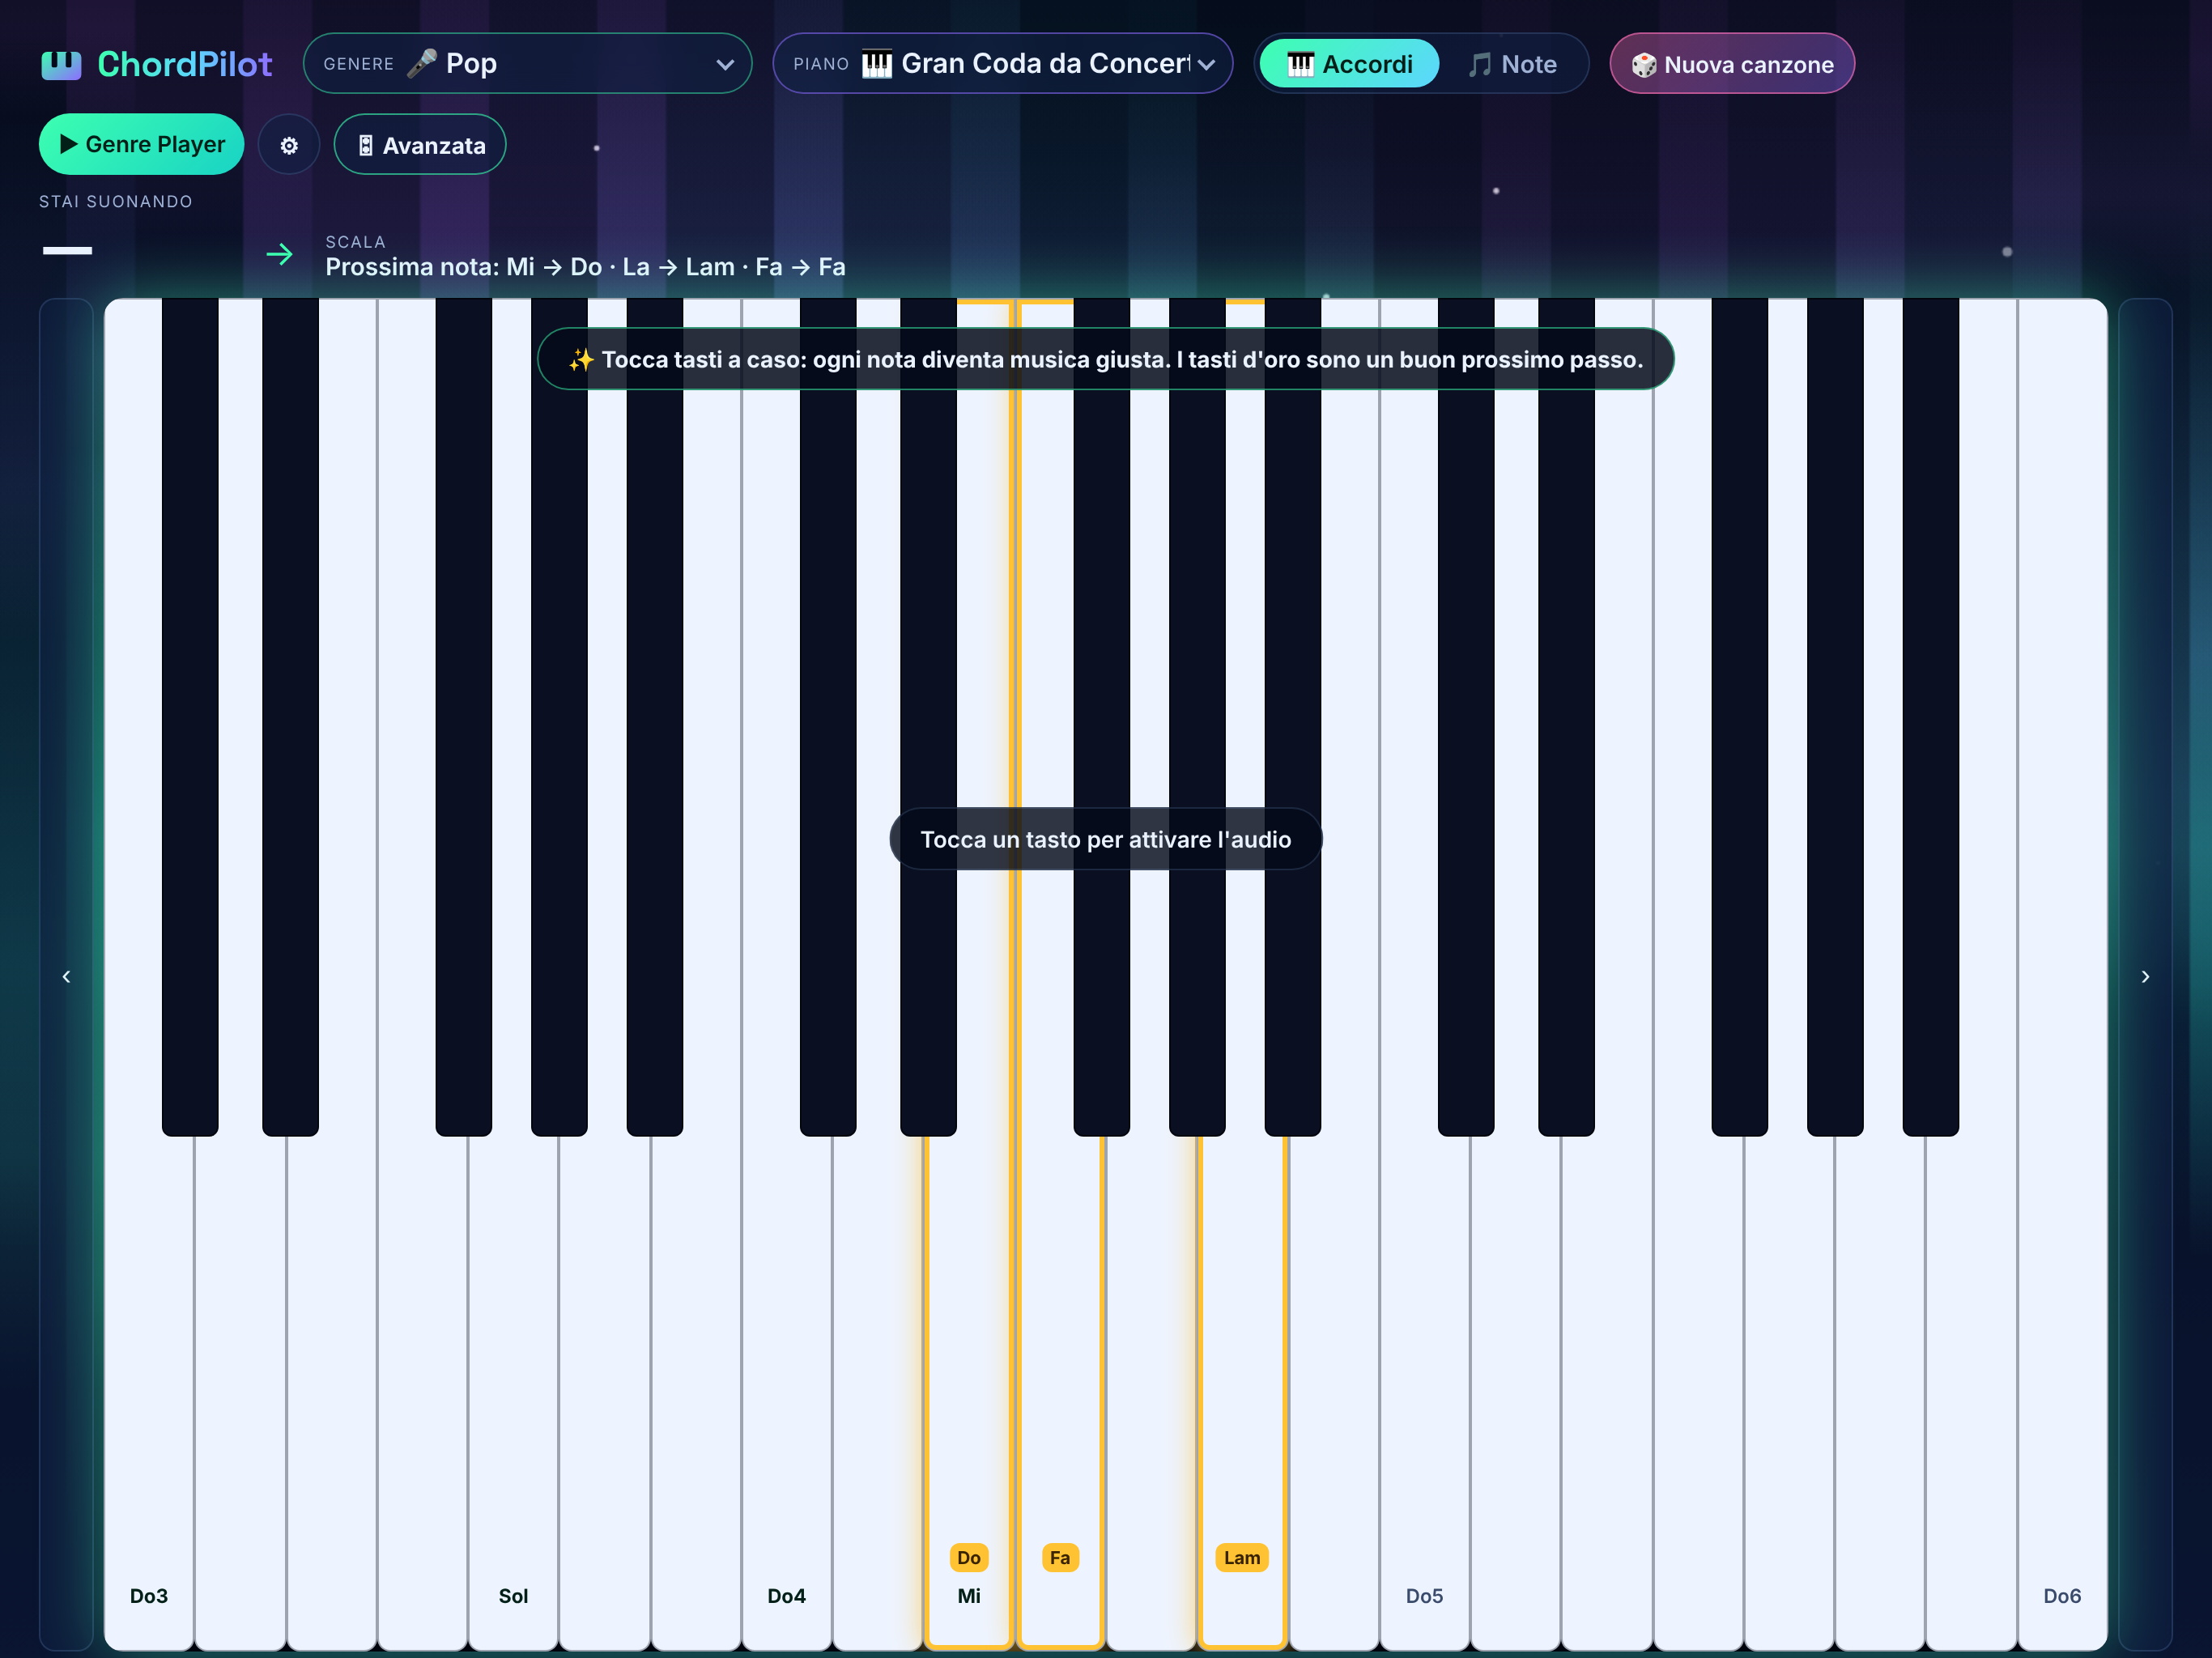 ChordPilot
GENERE 🎤 Pop
PIANO 🎹 Gran Coda da Concert
🎹 Accordi
🎵 Note
🎲 Nuova canzone
▶ Genre Player
⚙
🎛 Avanzata
STAI SUONANDO
—
→
SCALA
Prossima nota: Mi → Do · La → Lam · Fa → Fa
✨ Tocca tasti a caso: ogni nota diventa musica giusta. I tasti d'oro sono un buon prossimo passo.
Tocca un tasto per attivare l'audio
‹
›
Do Fa Lam
Do3 Sol Do4 Mi Do5 Do6